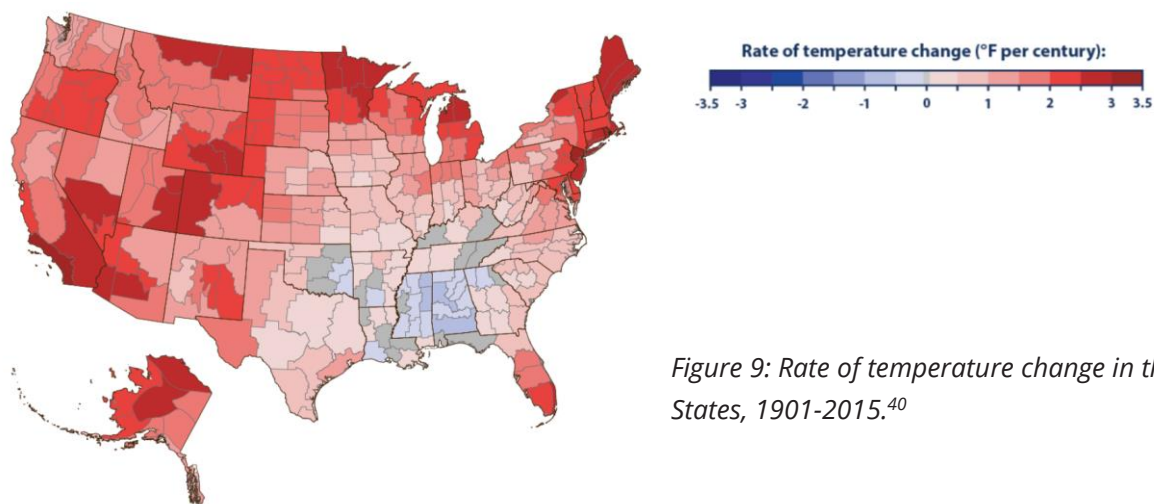 Rate of temperature change (°F per century):
-3.5 -3 -2 -1 0 1 2 3 3.5
Figure 9: Rate of temperature change in th
States, 1901-2015.40